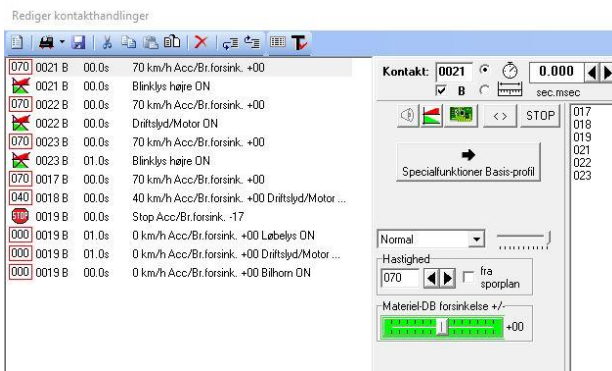 Rediger kontakthandlinger
070 0021 B 00.0s 70 km/h Acc/Br.forsink. +00
0021 B 00.0s Blinklys højre ON
070 0022 B 00.0s 70 km/h Acc/Br.forsink. +00
0022 B 00.0s Driftslyd/Motor ON
070 0023 B 00.0s 70 km/h Acc/Br.forsink. +00
0023 B 01.0s Blinklys højre ON
070 0017 B 00.0s 70 km/h Acc/Br.forsink. +00
040 0018 B 00.0s 40 km/h Acc/Br.forsink. +00 Driftslyd/Motor ...
STOP 0019 B 00.0s Stop Acc/Br.forsink. -17
000 0019 B 01.0s 0 km/h Acc/Br.forsink. +00 Løbelys ON
000 0019 B 01.0s 0 km/h Acc/Br.forsink. +00 Driftslyd/Motor ...
000 0019 B 00.0s 0 km/h Acc/Br.forsink. +00 Bilhorn ON
Kontakt: 0021 0.000
B sec.msec
<> STOP
017
018
019
021
022
023
Specialfunktioner Basis-profil
Normal
Hastighed
070 fra
sporplan
Materiel-DB forsinkelse +/-
+00